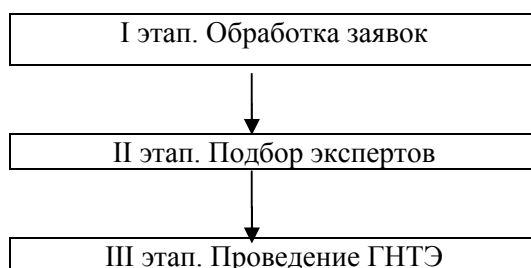 I этап. Обработка заявок
II этап. Подбор экспертов
III этап. Проведение ГНТЭ